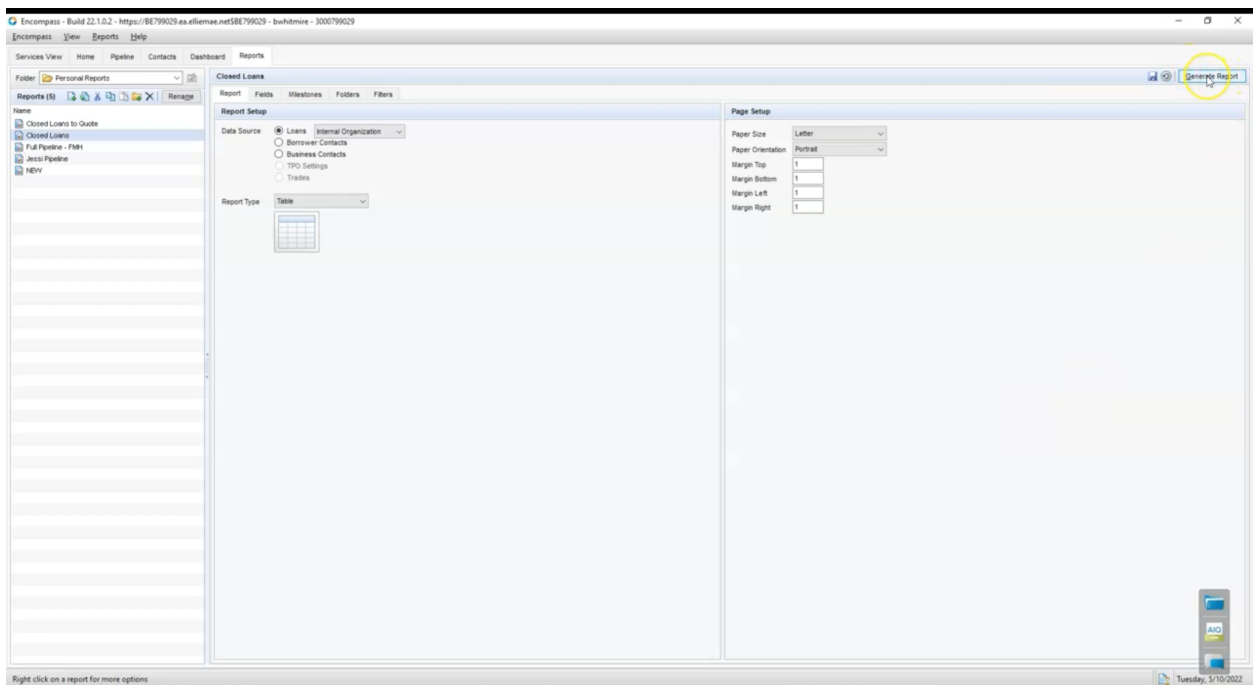 Encompass - Build 22.1.0.2 - https://BE799029.ea.elliemae.net$BE799029 - bwhitmire - 3000799029
Encompass View Reports Help
Services View Home Pipeline Contacts Dashboard Reports
Folder Personal Reports
Reports (5) Rename
Name
Closed Loans to Quote
Closed Loans
Full Pipeline - FMH
Jessi Pipeline
NEW
Closed Loans Generate Report
Report Fields Milestones Folders Filters
Report Setup
Data Source Loans Internal Organization
Borrower Contacts
Business Contacts
TPO Settings
Trades
Report Type Table
Page Setup
Paper Size Letter
Paper Orientation Portrait
Margin Top 1
Margin Bottom 1
Margin Left 1
Margin Right 1
AIQ
Right click on a report for more options Tuesday, 5/10/2022